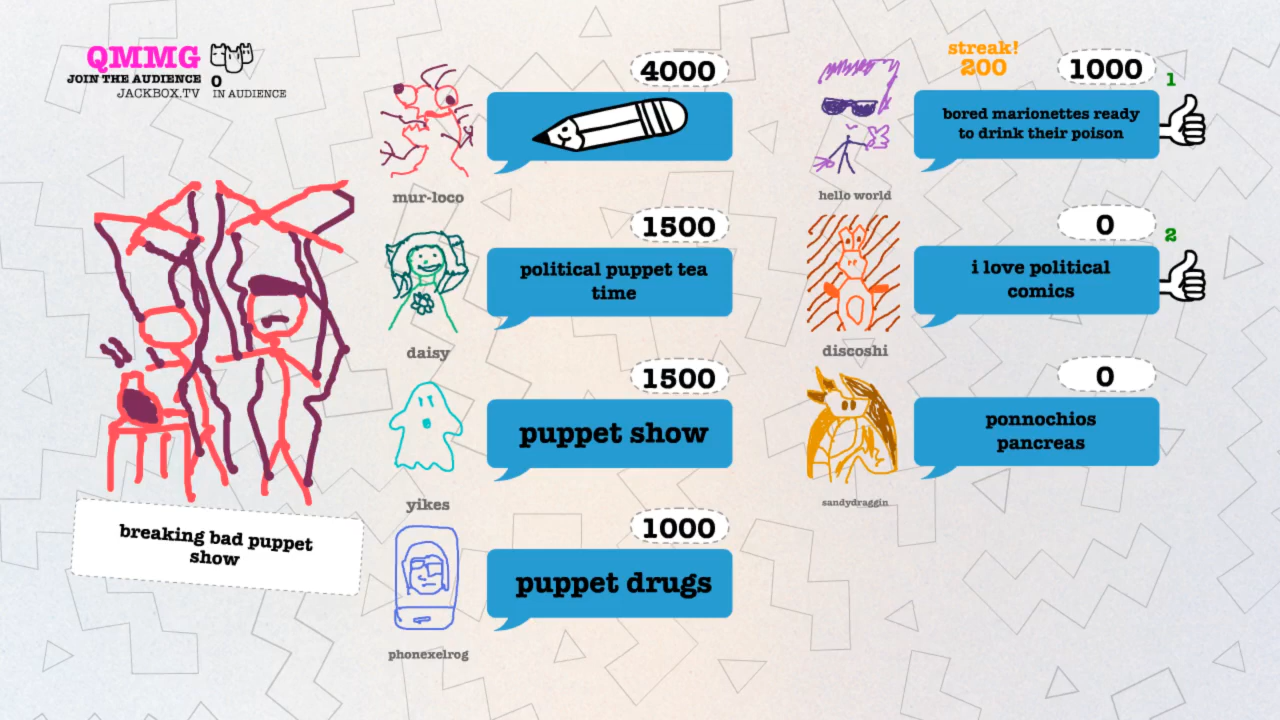 QMMG
JOIN THE AUDIENCE
JACKBOX.TV
0
IN AUDIENCE
breaking bad puppet
show
4000
mur-loco
1500
political puppet tea
time
daisy
1500
puppet show
yikes
1000
puppet drugs
phonexelrog
streak!
200
1000
1
bored marionettes ready
to drink their poison
hello world
0
2
i love political
comics
discoshi
0
ponnochios
pancreas
sandydraggin